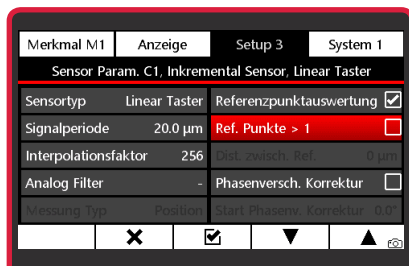 Merkmal M1 Anzeige Setup 3 System 1
Sensor Param. C1, Inkremental Sensor, Linear Taster
Sensortyp Linear Taster Referenzpunktauswertung
Signalperiode 20.0 µm Ref. Punkte > 1
Interpolationsfaktor 256 Dist. zwisch. Ref. 0 µm
Analog Filter - Phasenversch. Korrektur
Messung Typ Position Start Phasenv. Korrektur 0.0°